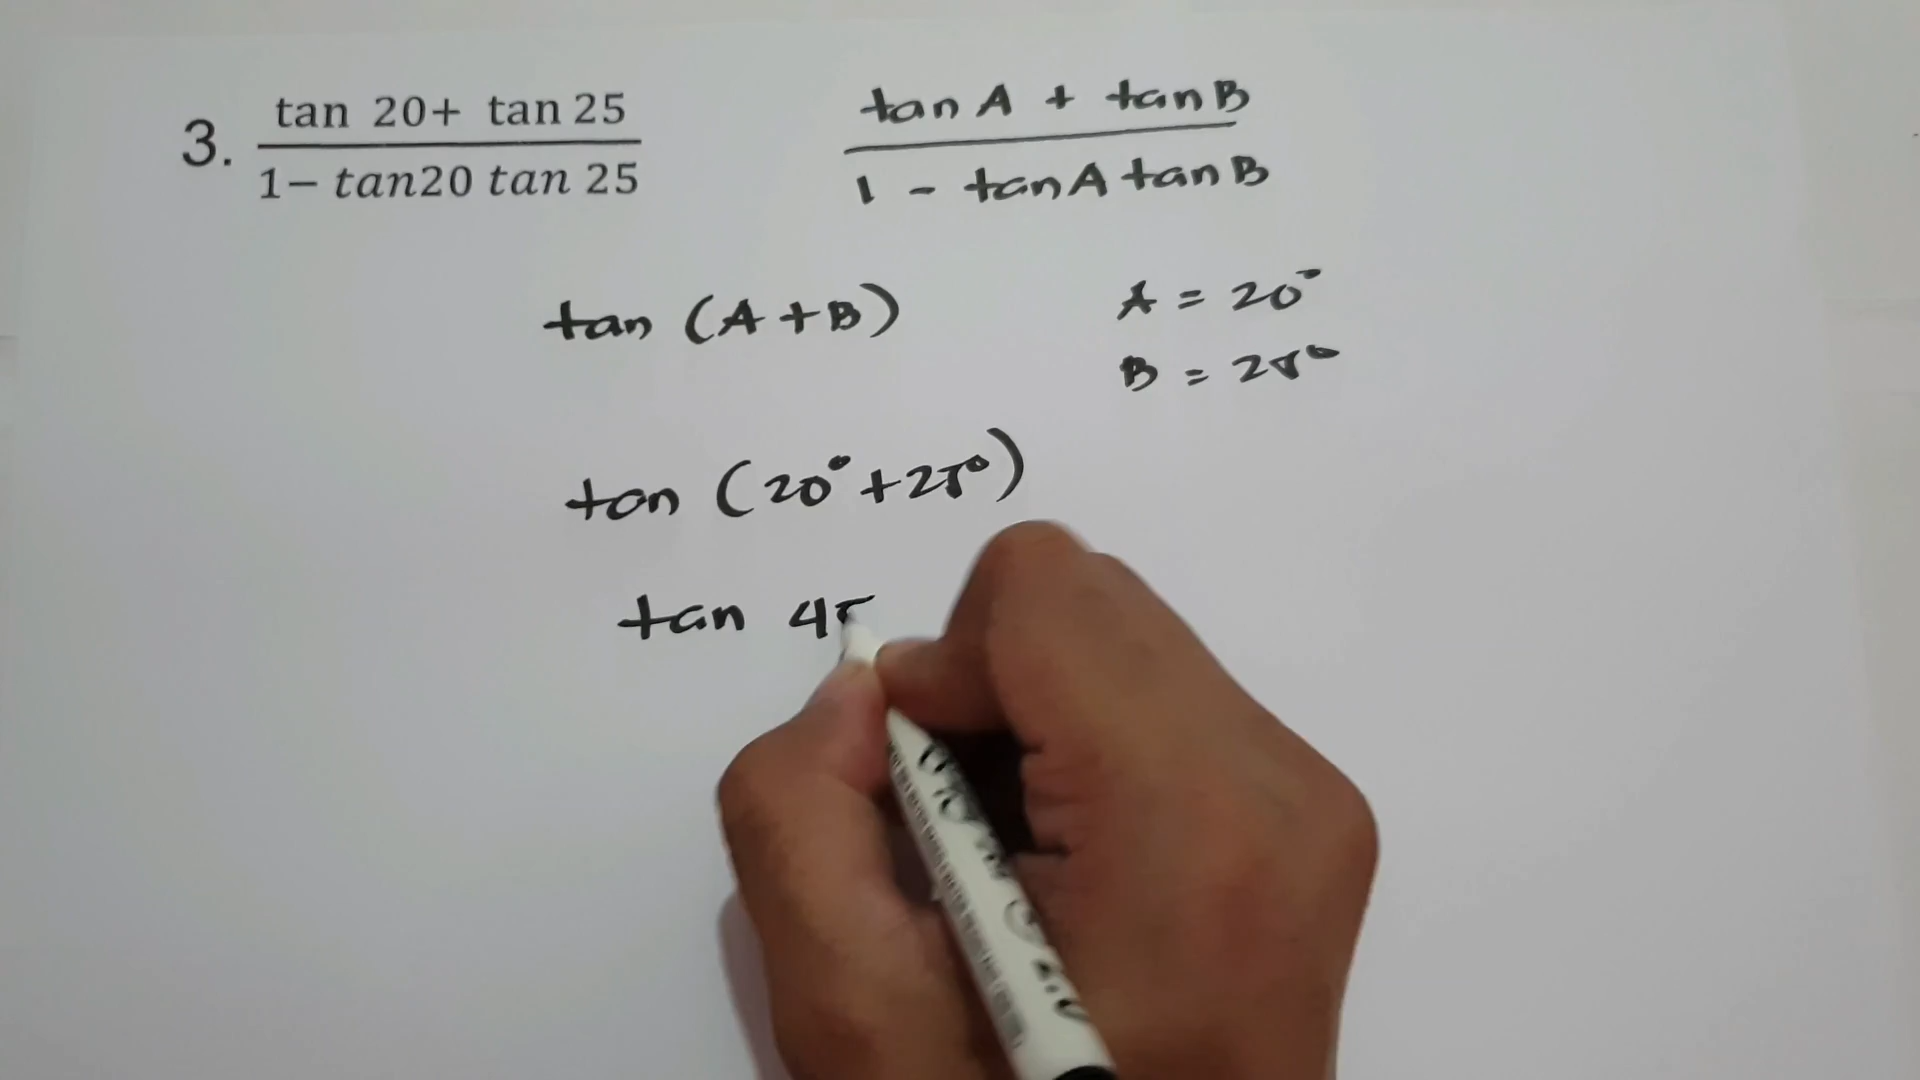 3. tan 20+ tan 25
1− tan20 tan 25
tan A + tan B
1 - tan A tan B
tan (A + B)
A = 20°
B = 25°
tan (20° + 25°)
tan 45